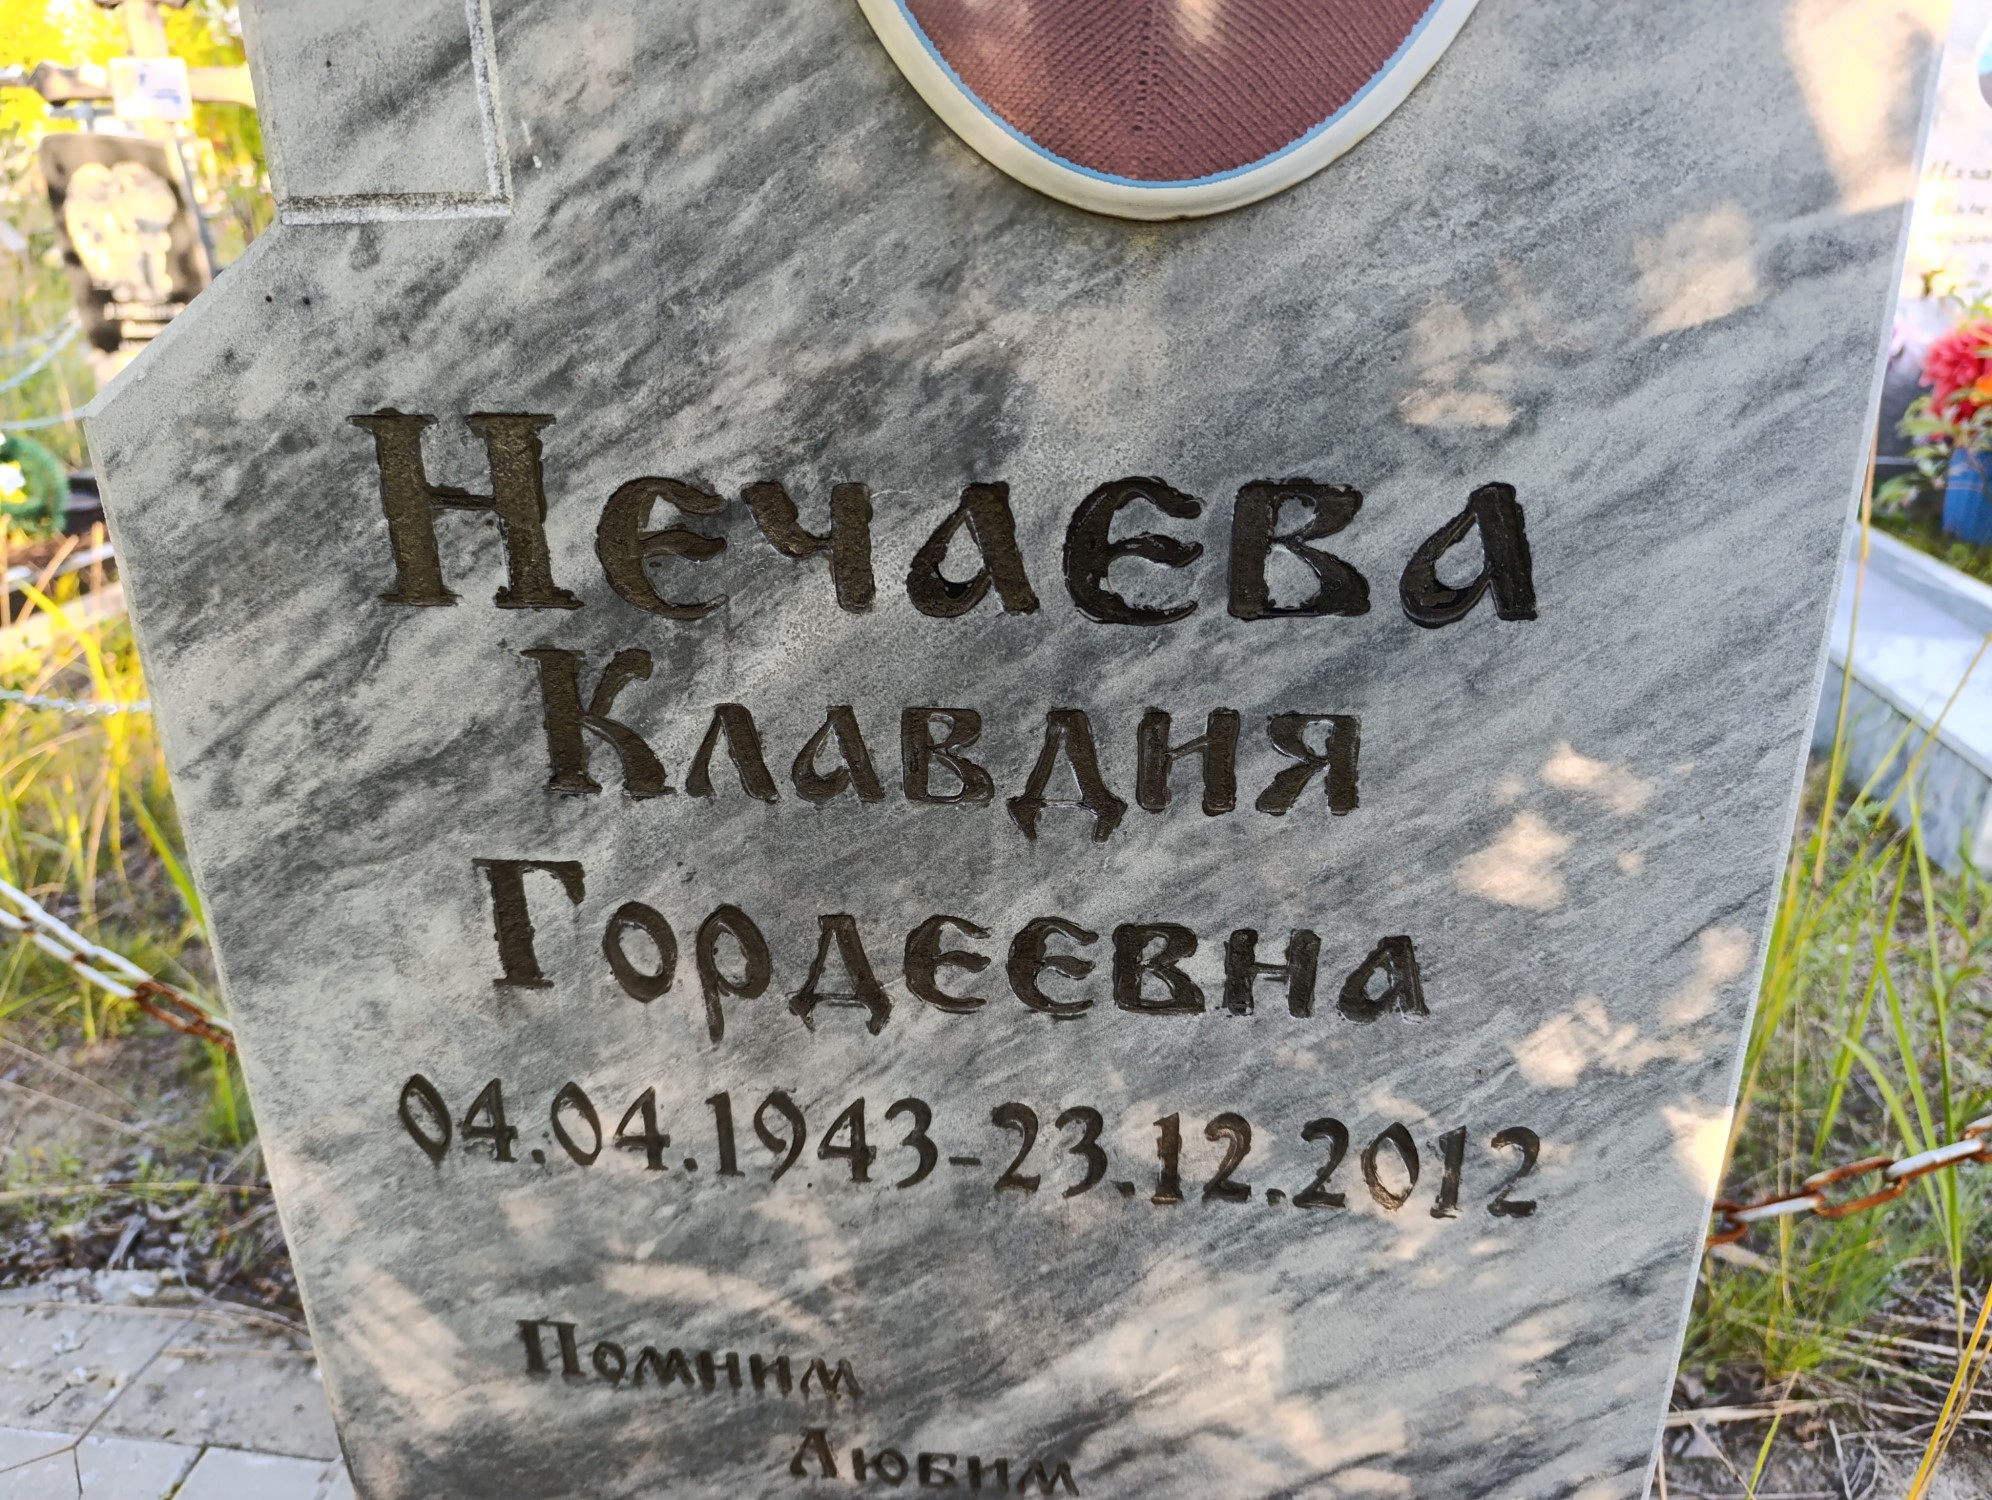 Нечаева
Клавдия
Гордеевна
04.04.1943-23.12.2012
Помним
Любим